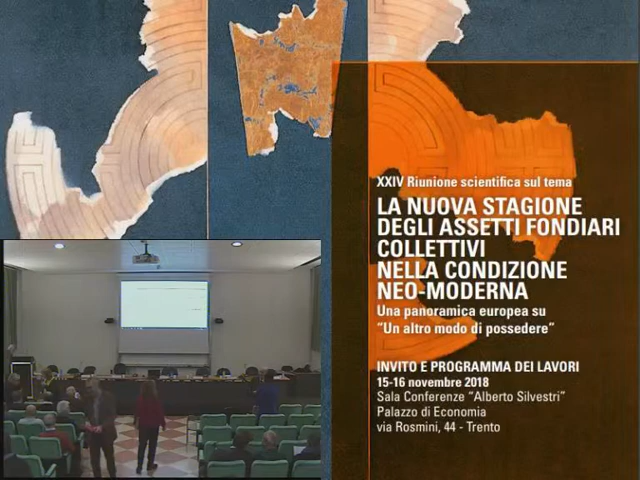 XXIV Riunione scientifica sul tema
LA NUOVA STAGIONE
DEGLI ASSETTI FONDIARI
COLLETTIVI
NELLA CONDIZIONE
NEO-MODERNA
Una panoramica europea su
"Un altro modo di possedere"
INVITO E PROGRAMMA DEI LAVORI
15-16 novembre 2018
Sala Conferenze "Alberto Silvestri"
Palazzo di Economia
via Rosmini, 44 - Trento